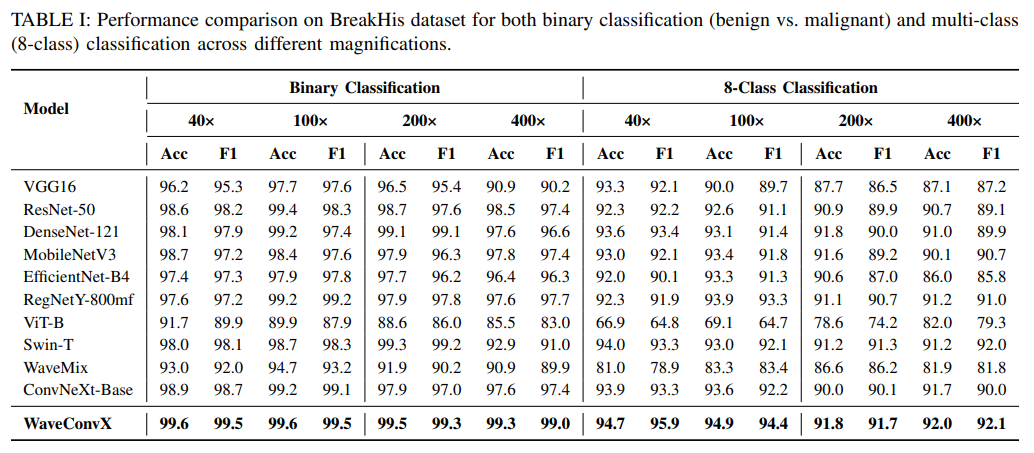 TABLE I: Performance comparison on BreakHis dataset for both binary classification (benign vs. malignant) and multi-class
(8-class) classification across different magnifications.
Model Binary Classification 8-Class Classification
40× 100× 200× 400× 40× 100× 200× 400×
Acc F1 Acc F1 Acc F1 Acc F1 Acc F1 Acc F1 Acc F1 Acc F1
VGG16 96.2 95.3 97.7 97.6 96.5 95.4 90.9 90.2 93.3 92.1 90.0 89.7 87.7 86.5 87.1 87.2
ResNet-50 98.6 98.2 99.4 98.3 98.7 97.6 98.5 97.4 92.3 92.2 92.6 91.1 90.9 89.9 90.7 89.1
DenseNet-121 98.1 97.9 99.2 97.4 99.1 99.1 97.6 96.6 93.6 93.4 93.1 91.4 91.8 90.0 91.0 89.9
MobileNetV3 98.7 97.2 98.4 97.6 97.9 96.3 97.8 97.4 93.0 92.1 93.4 91.8 91.6 89.2 90.1 90.7
EfficientNet-B4 97.4 97.3 97.9 97.8 97.7 96.2 96.4 96.3 92.0 90.1 93.3 91.3 90.6 87.0 86.0 85.8
RegNetY-800mf 97.6 97.2 99.2 99.2 97.9 97.8 97.6 97.7 92.3 91.9 93.9 93.3 91.1 90.7 91.2 91.0
ViT-B 91.7 89.9 89.9 87.9 88.6 86.0 85.5 83.0 66.9 64.8 69.1 64.7 78.6 74.2 82.0 79.3
Swin-T 98.0 98.1 98.7 98.3 99.3 99.2 92.9 91.0 94.0 93.3 93.0 92.1 91.2 91.3 91.2 92.0
WaveMix 93.0 92.0 94.7 93.2 91.9 90.2 90.9 89.9 81.0 78.9 83.3 83.4 86.6 86.2 81.9 81.8
ConvNeXt-Base 98.9 98.7 99.2 99.1 97.9 97.0 97.6 97.4 93.9 93.3 93.6 92.2 90.0 90.1 91.7 90.0
WaveConvX 99.6 99.5 99.6 99.5 99.5 99.3 99.3 99.0 94.7 95.9 94.9 94.4 91.8 91.7 92.0 92.1